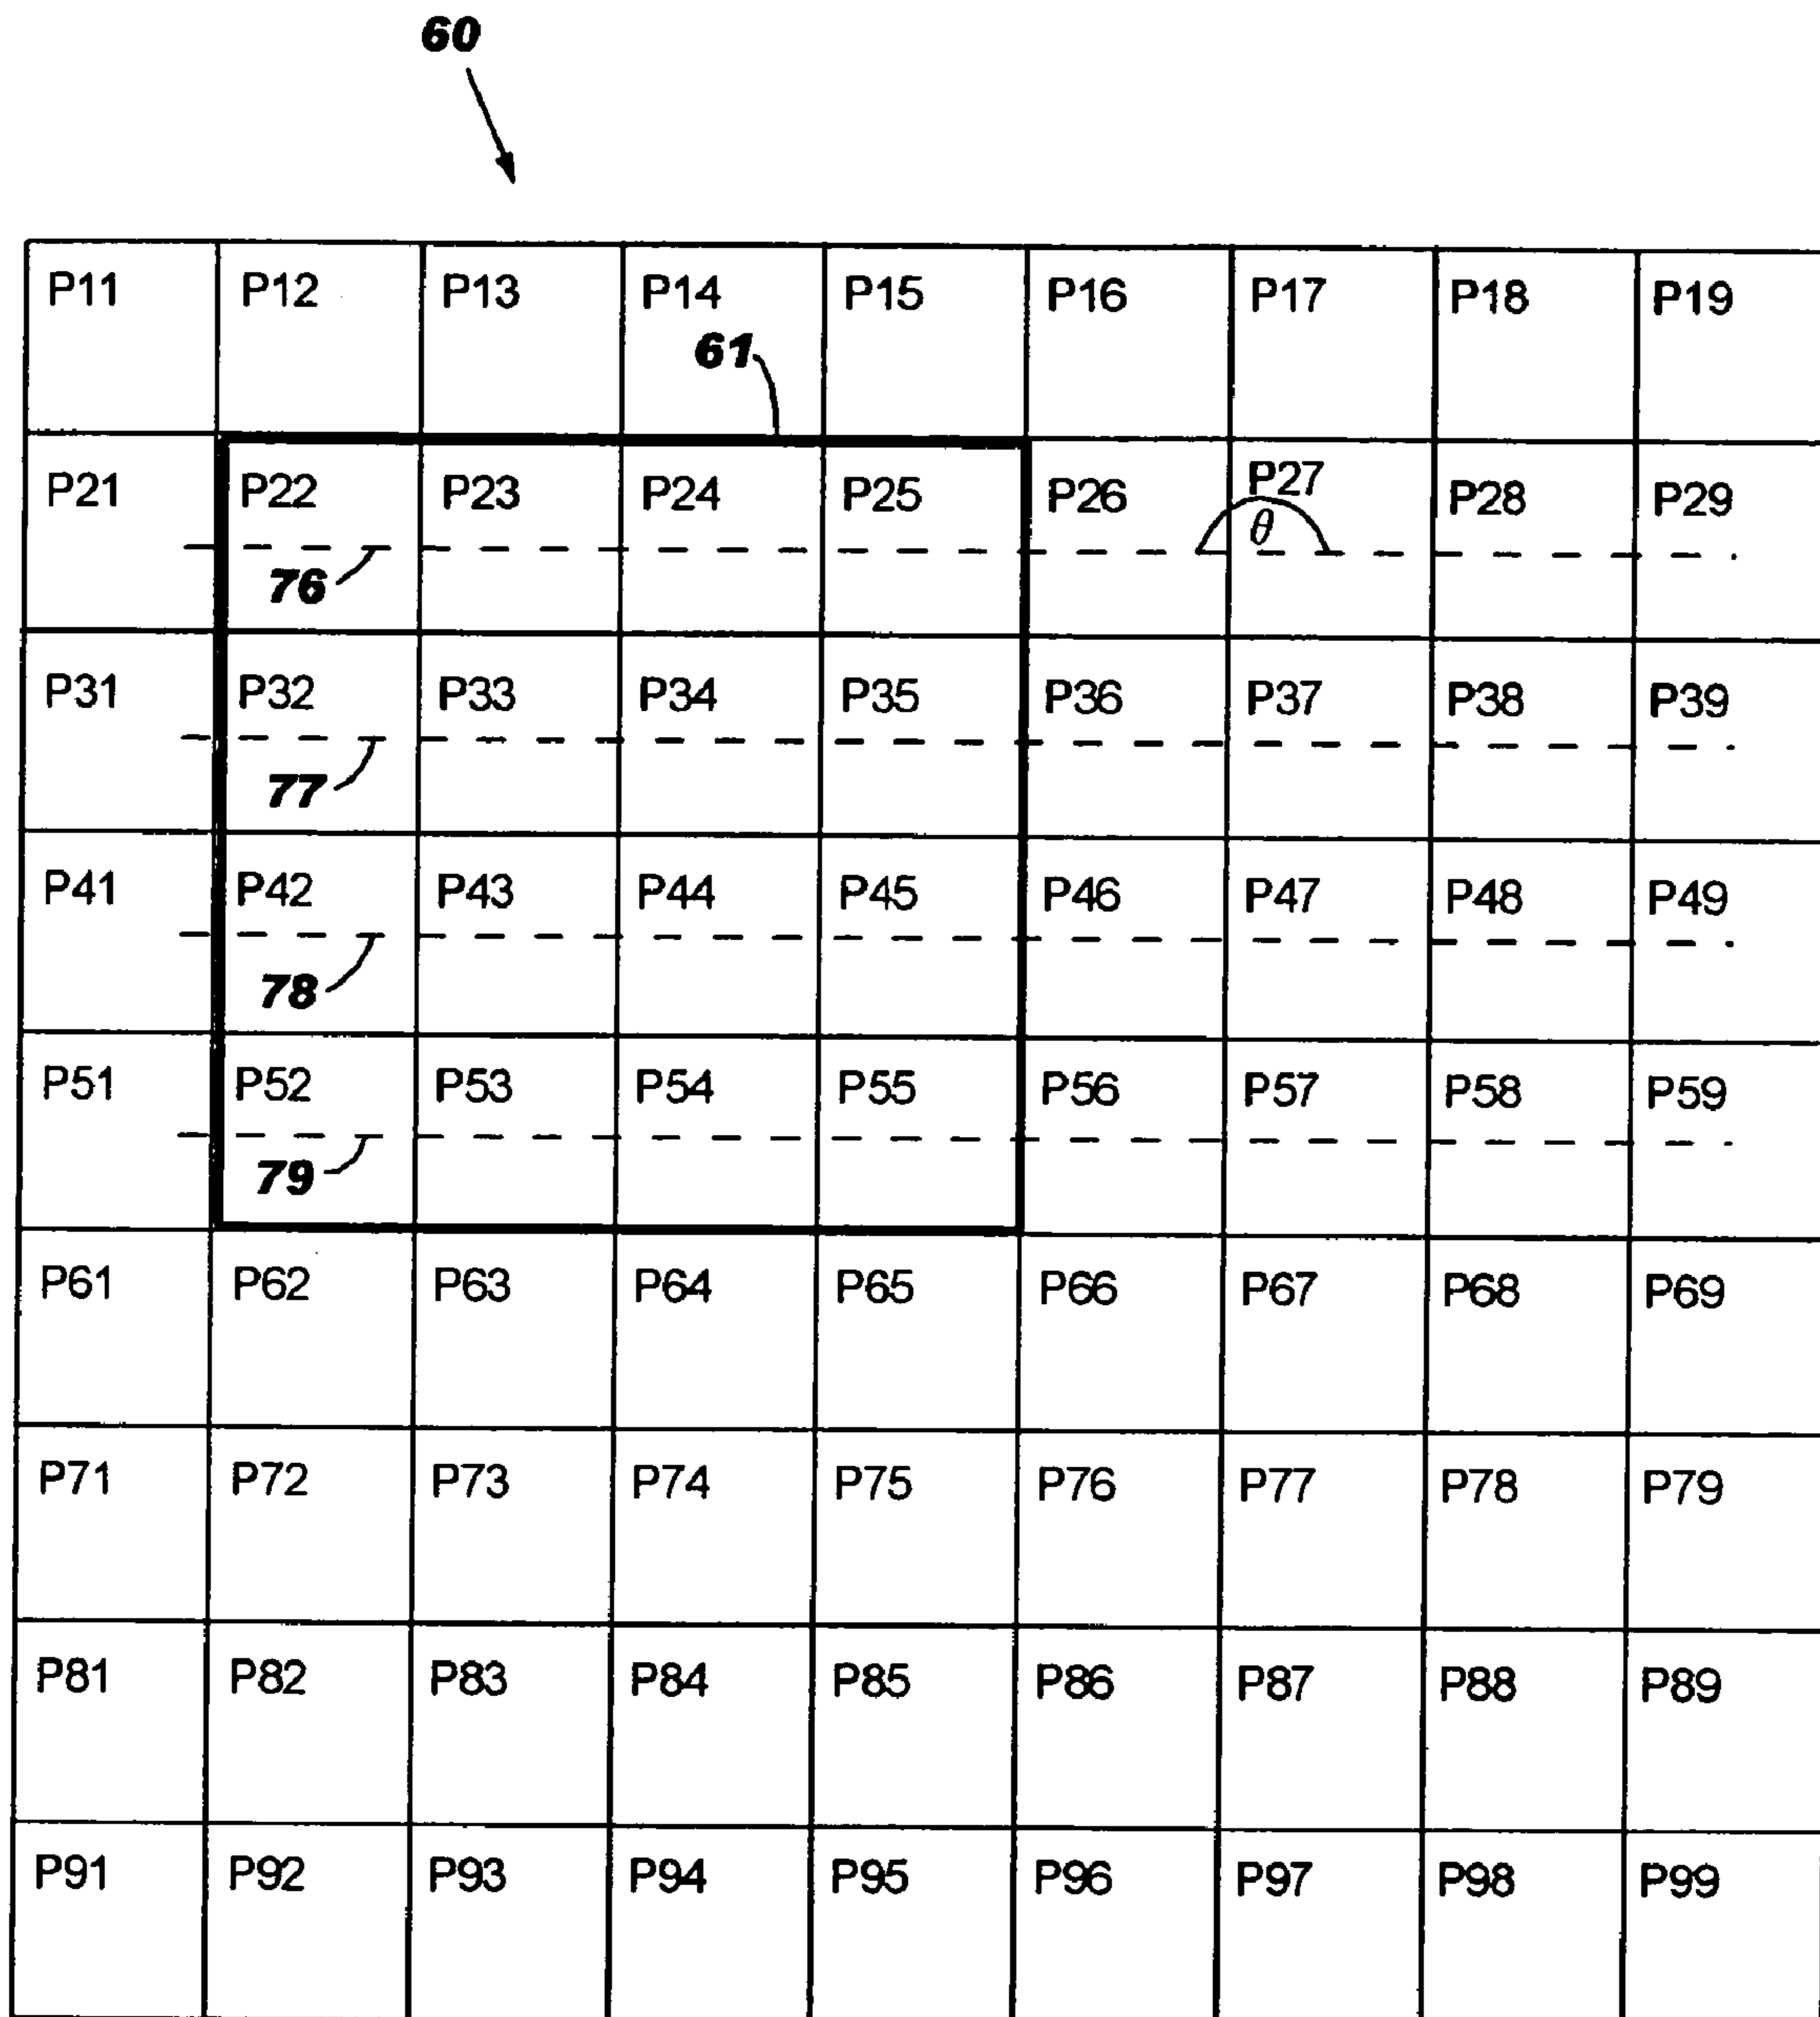 60
P11 P12 P13 P14 P15 P16 P17 P18 P19
61
P21 P22 P23 P24 P25 P26 P27 P28 P29
θ
76
P31 P32 P33 P34 P35 P36 P37 P38 P39
77
P41 P42 P43 P44 P45 P46 P47 P48 P49
78
P51 P52 P53 P54 P55 P56 P57 P58 P59
79
P61 P62 P63 P64 P65 P66 P67 P68 P69
P71 P72 P73 P74 P75 P76 P77 P78 P79
P81 P82 P83 P84 P85 P86 P87 P88 P89
P91 P92 P93 P94 P95 P96 P97 P98 P99